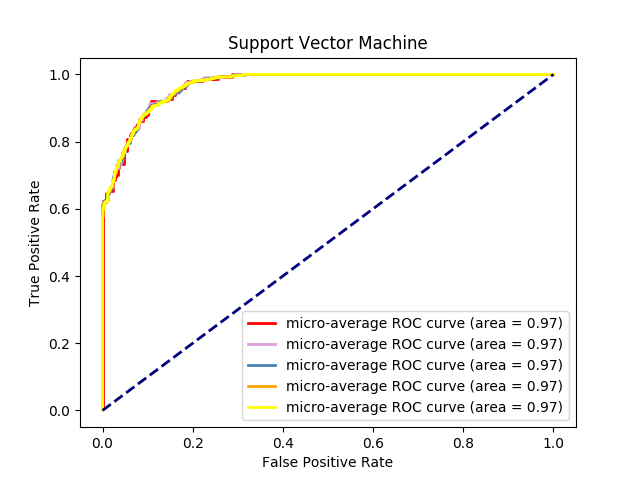 Support Vector Machine
True Positive Rate
1.0
0.8
0.6
0.4
0.2
0.0
micro-average ROC curve (area = 0.97)
micro-average ROC curve (area = 0.97)
micro-average ROC curve (area = 0.97)
micro-average ROC curve (area = 0.97)
micro-average ROC curve (area = 0.97)
0.0 0.2 0.4 0.6 0.8 1.0
False Positive Rate